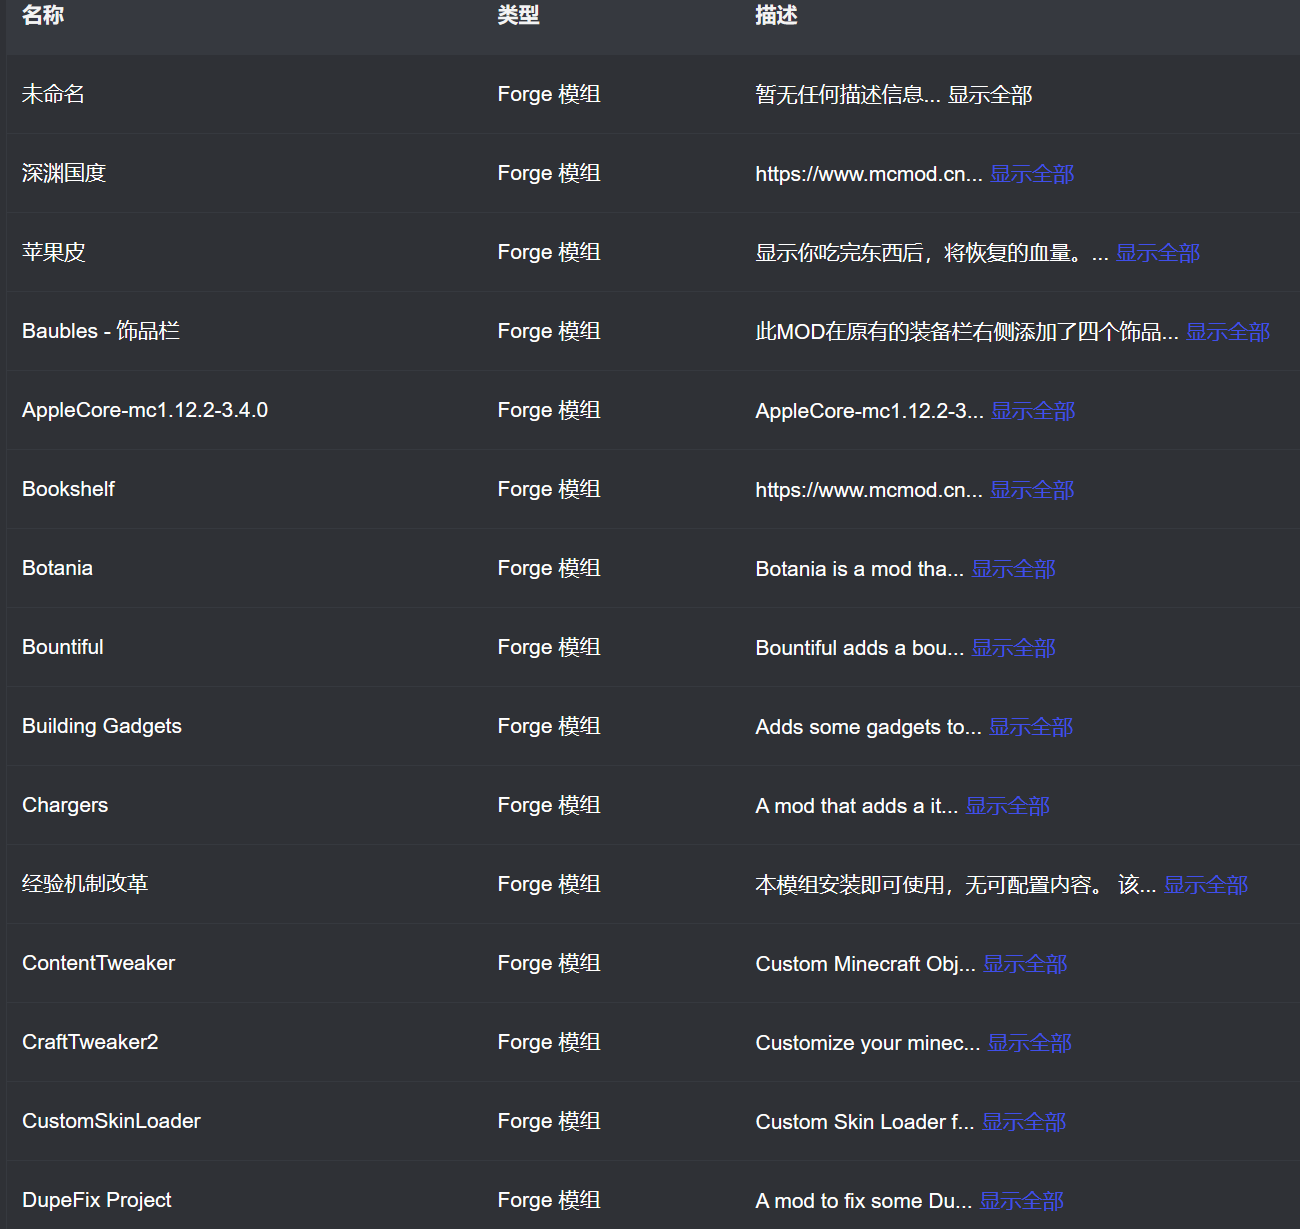 名称 类型 描述
未命名 Forge 模组 暂无任何描述信息... 显示全部
深渊国度 Forge 模组 https://www.mcmod.cn... 显示全部
苹果皮 Forge 模组 显示你吃完东西后，将恢复的血量。... 显示全部
Baubles - 饰品栏 Forge 模组 此MOD在原有的装备栏右侧添加了四个饰品... 显示全部
AppleCore-mc1.12.2-3.4.0 Forge 模组 AppleCore-mc1.12.2-3... 显示全部
Bookshelf Forge 模组 https://www.mcmod.cn... 显示全部
Botania Forge 模组 Botania is a mod tha... 显示全部
Bountiful Forge 模组 Bountiful adds a bou... 显示全部
Building Gadgets Forge 模组 Adds some gadgets to... 显示全部
Chargers Forge 模组 A mod that adds a it... 显示全部
经验机制改革 Forge 模组 本模组安装即可使用，无可配置内容。 该... 显示全部
ContentTweaker Forge 模组 Custom Minecraft Obj... 显示全部
CraftTweaker2 Forge 模组 Customize your minec... 显示全部
CustomSkinLoader Forge 模组 Custom Skin Loader f... 显示全部
DupeFix Project Forge 模组 A mod to fix some Du... 显示全部